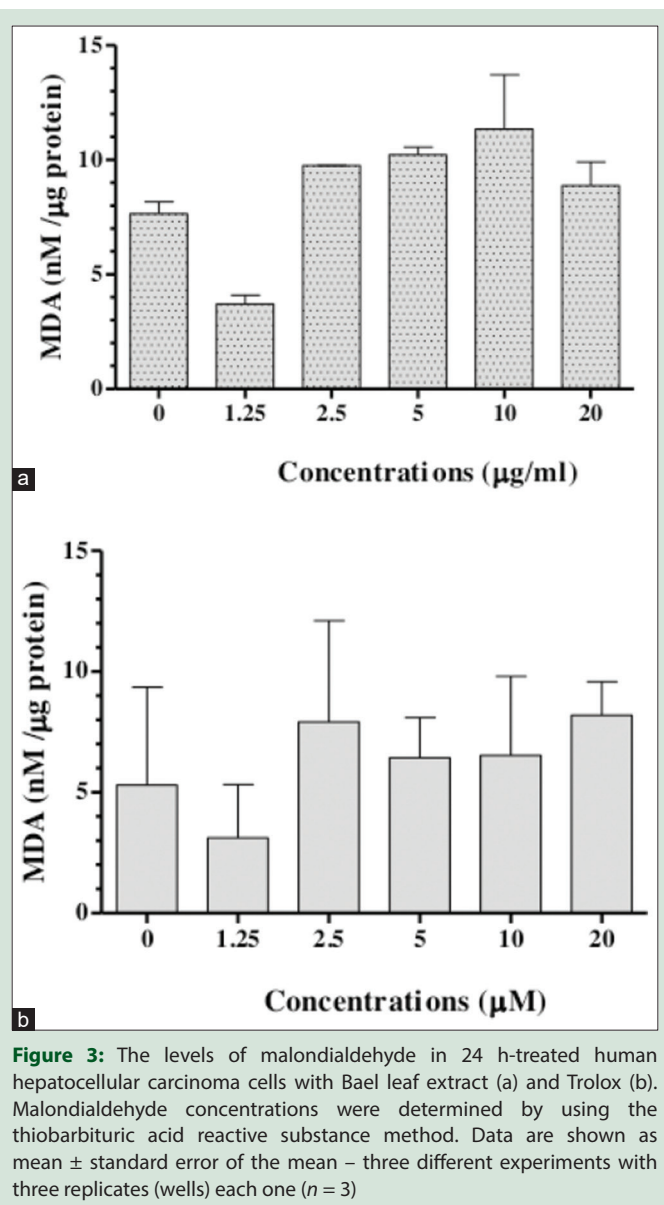 15
10
5
0
MDA (nM /μg protein)
0 1.25 2.5 5 10 20
Concentrations (μg/ml)
a
15
10
5
0
MDA (nM /μg protein)
0 1.25 2.5 5 10 20
Concentrations (μM)
b
Figure 3: The levels of malondialdehyde in 24 h-treated human
hepatocellular carcinoma cells with Bael leaf extract (a) and Trolox (b).
Malondialdehyde concentrations were determined by using the
thiobarbituric acid reactive substance method. Data are shown as
mean ± standard error of the mean – three different experiments with
three replicates (wells) each one (n = 3)